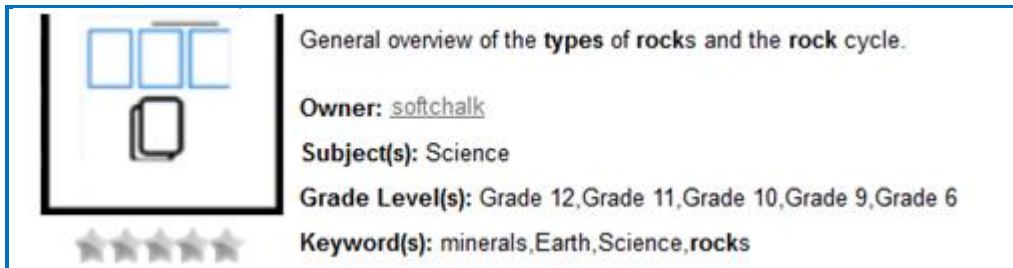 General overview of the types of rocks and the rock cycle.
Owner: softchalk
Subject(s): Science
Grade Level(s): Grade 12,Grade 11,Grade 10,Grade 9,Grade 6
Keyword(s): minerals,Earth,Science,rocks